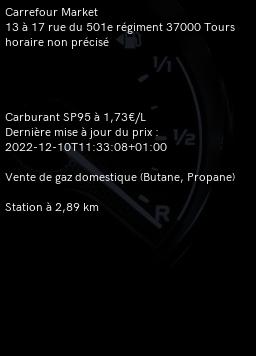 Carrefour Market
13 à 17 rue du 501e régiment 37000 Tours
horaire non précisé
1/1
Carburant SP95 à 1,73€/L
Dernière mise à jour du prix :
1/2
2022-12-10T11:33:08+01:00
Vente de gaz domestique (Butane, Propane)
Station à 2,89 km
R